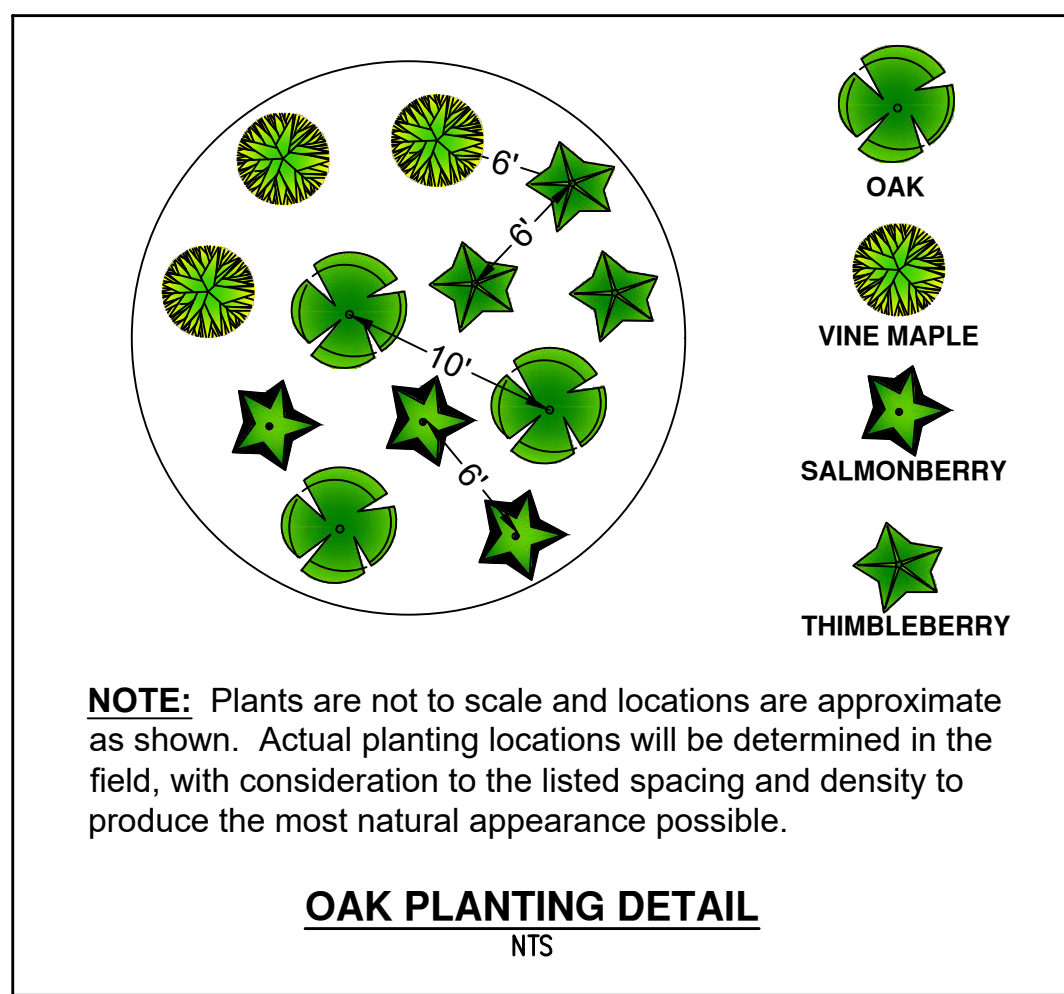 6'
6'
10'
6'
OAK
VINE MAPLE
SALMONBERRY
THIMBLEBERRY
NOTE: Plants are not to scale and locations are approximate
as shown. Actual planting locations will be determined in the
field, with consideration to the listed spacing and density to
produce the most natural appearance possible.
OAK PLANTING DETAIL
NTS